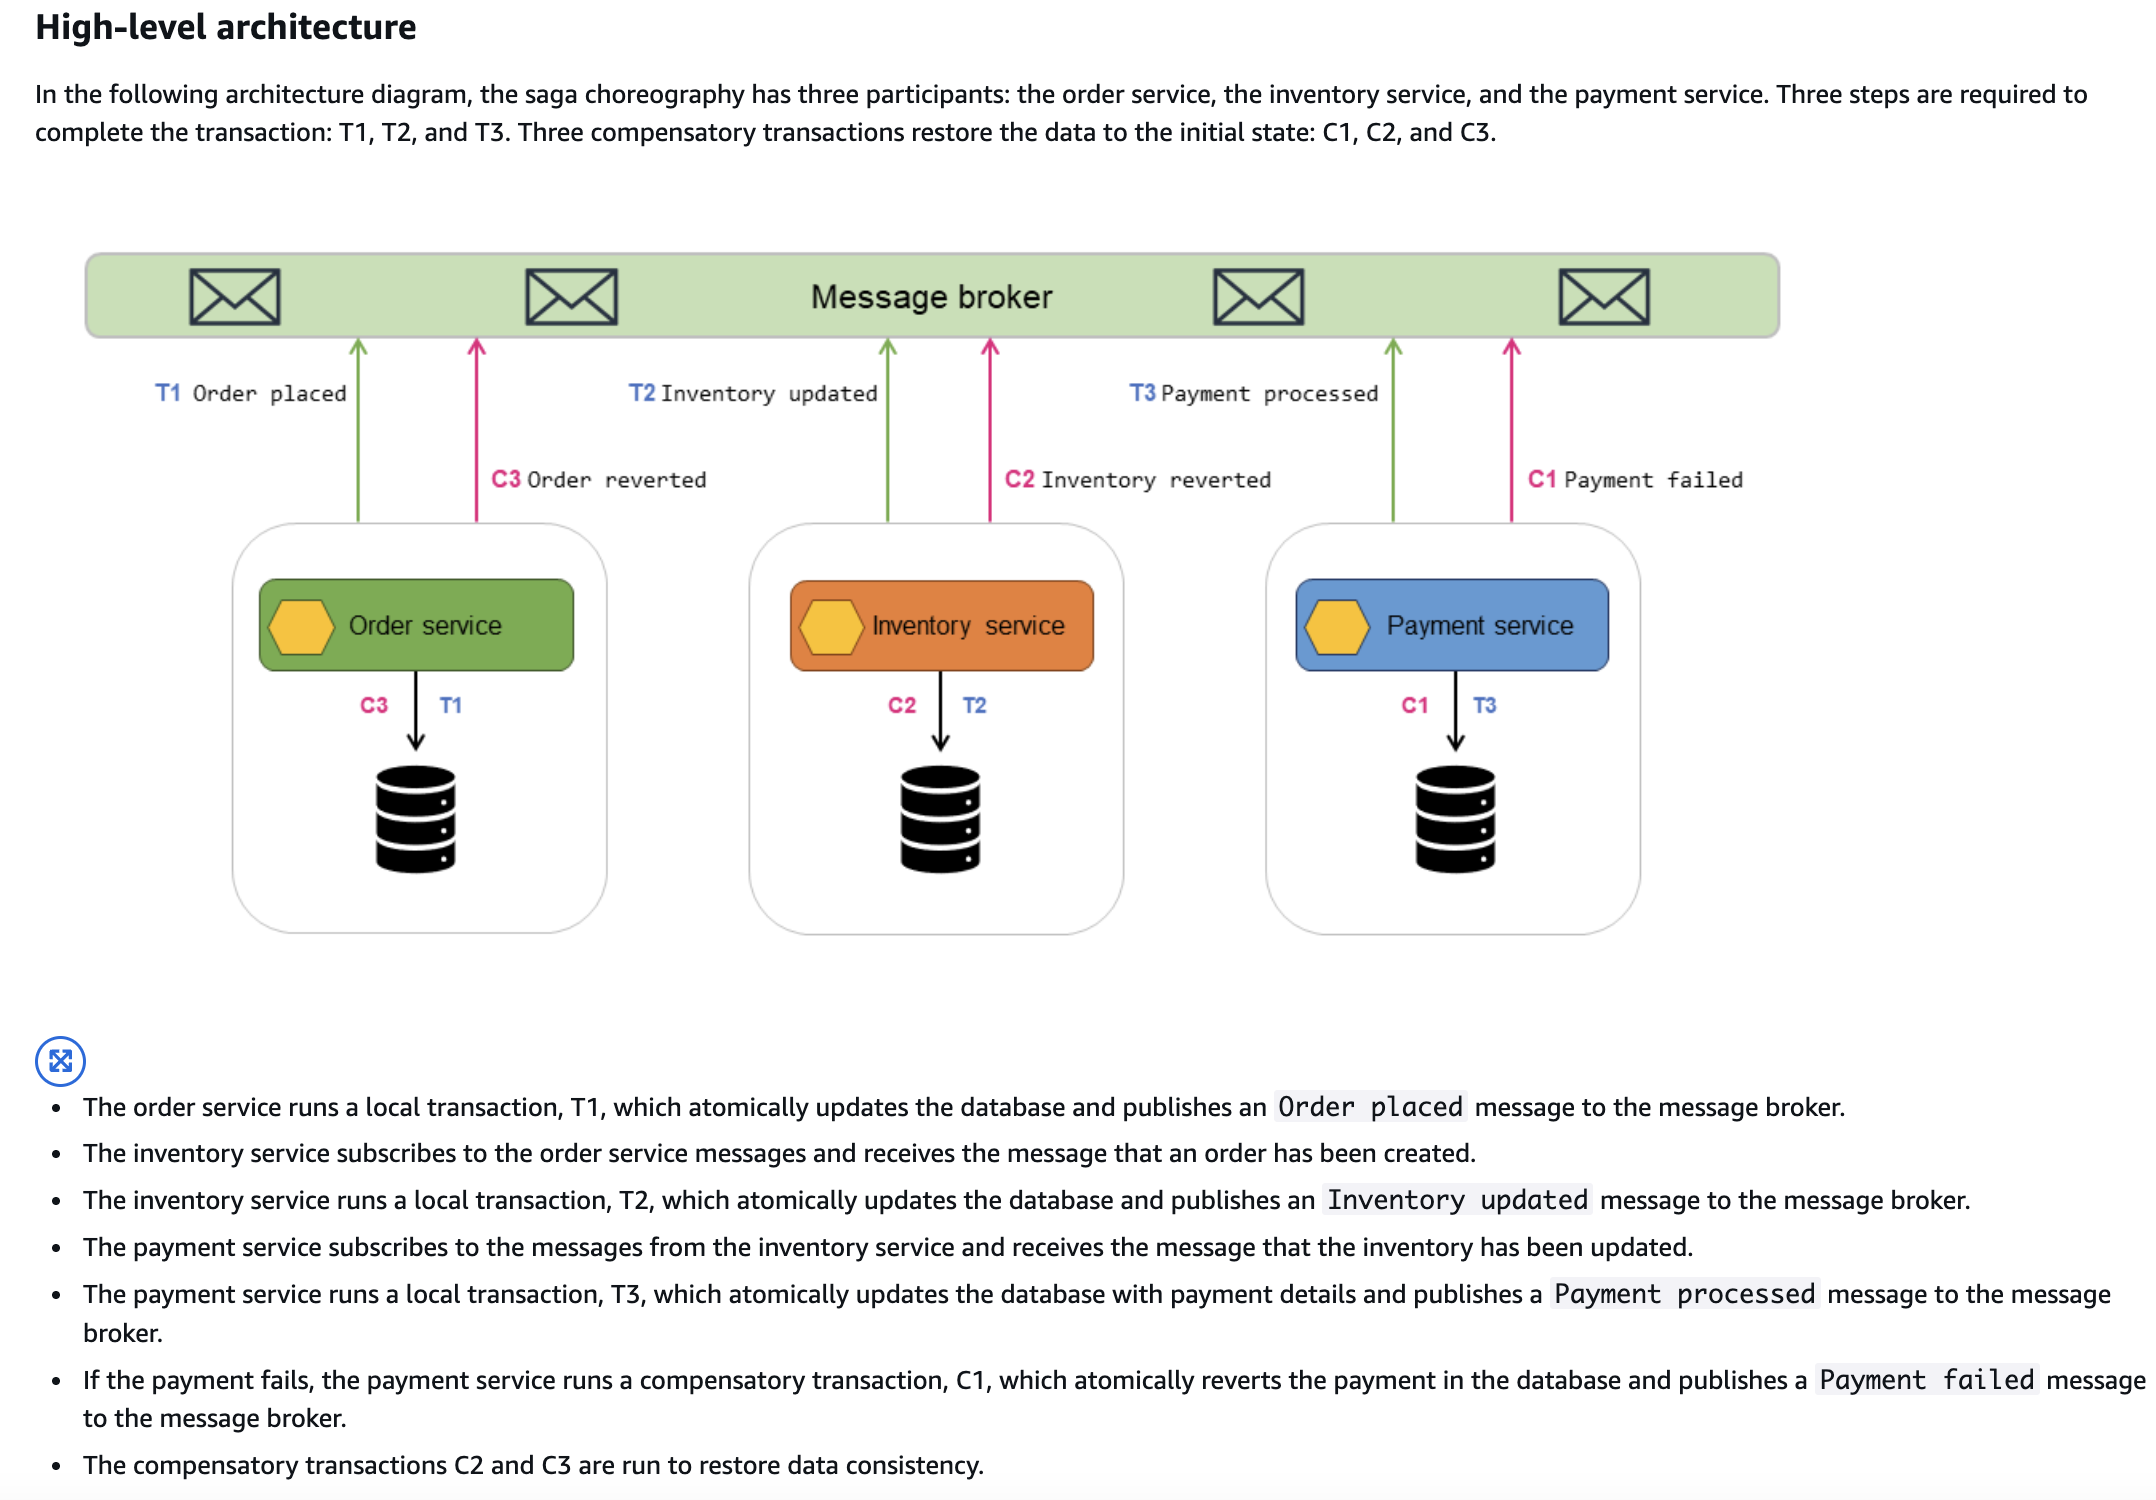 High-level architecture
In the following architecture diagram, the saga choreography has three participants: the order service, the inventory service, and the payment service. Three steps are required to
complete the transaction: T1, T2, and T3. Three compensatory transactions restore the data to the initial state: C1, C2, and C3.
Message broker
T1 Order placed
T2 Inventory updated
T3 Payment processed
C3 Order reverted
C2 Inventory reverted
C1 Payment failed
Order service
Inventory service
Payment service
C3 T1
C2 T2
C1 T3
• The order service runs a local transaction, T1, which atomically updates the database and publishes an Order placed message to the message broker.
• The inventory service subscribes to the order service messages and receives the message that an order has been created.
• The inventory service runs a local transaction, T2, which atomically updates the database and publishes an Inventory updated message to the message broker.
• The payment service subscribes to the messages from the inventory service and receives the message that the inventory has been updated.
• The payment service runs a local transaction, T3, which atomically updates the database with payment details and publishes a Payment processed message to the message
broker.
• If the payment fails, the payment service runs a compensatory transaction, C1, which atomically reverts the payment in the database and publishes a Payment failed message
to the message broker.
• The compensatory transactions C2 and C3 are run to restore data consistency.